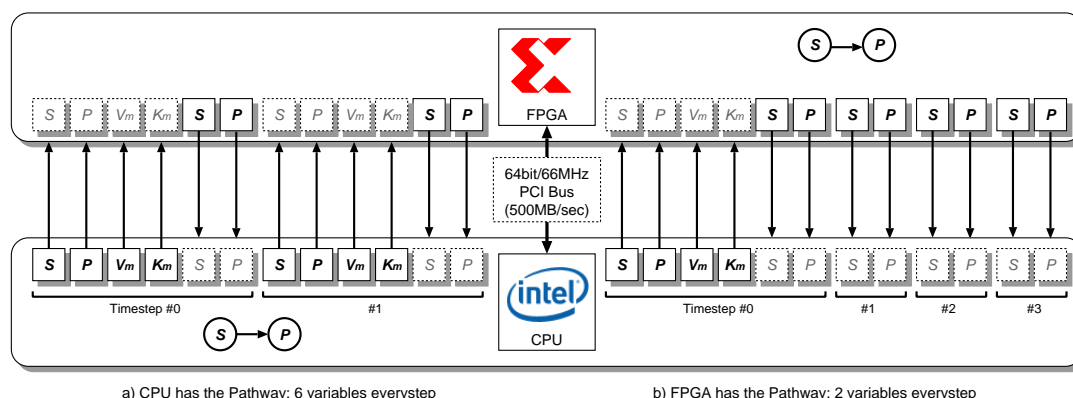 S P
S P Vm Km S P S P Vm Km S P
FPGA
S P Vm Km S P S P S P S P
64bit/66MHz
PCI Bus
(500MB/sec)
S P Vm Km S P S P Vm Km S P
intel
CPU
S P Vm Km S P S P S P S P
Timestep #0 #1
Timestep #0 #1 #2 #3
S P
a) CPU has the Pathway: 6 variables everystep
b) FPGA has the Pathway: 2 variables everystep